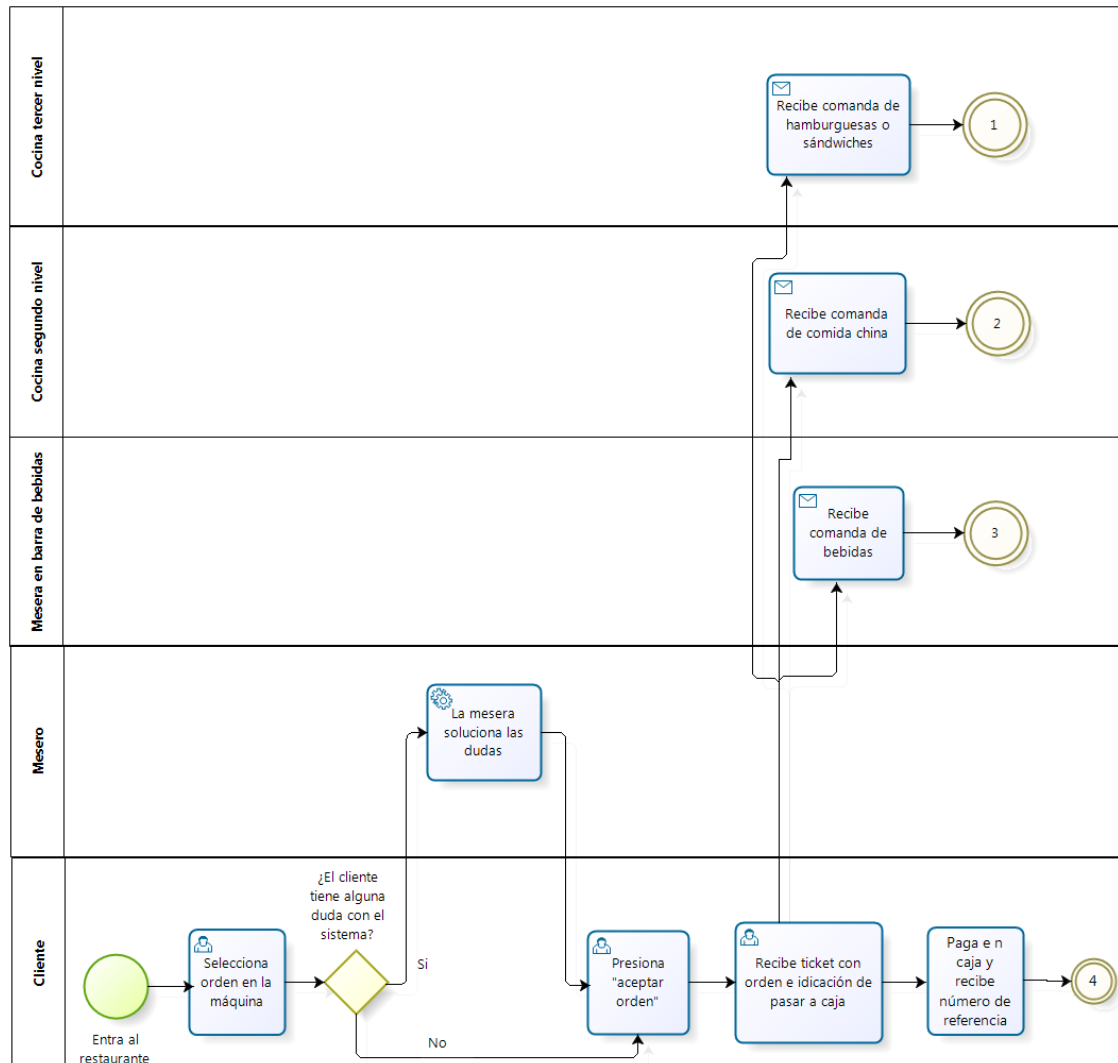 Cocina tercer nivel
Recibe comanda de
hamburguesas o
sándwiches
1
Cocina segundo nivel
Recibe comanda
de comida china
2
Mesera en barra de bebidas
Recibe
comanda de
bebidas
3
Mesero
La mesera
soluciona las
dudas
Cliente
Entra al
restaurante
Selecciona
orden en la
máquina
¿El cliente
tiene alguna
duda con el
sistema?
Si
No
Presiona
"aceptar
orden"
Recibe ticket con
orden e idicación de
pasar a caja
Paga e n
caja y
recibe
número de
referencia
4